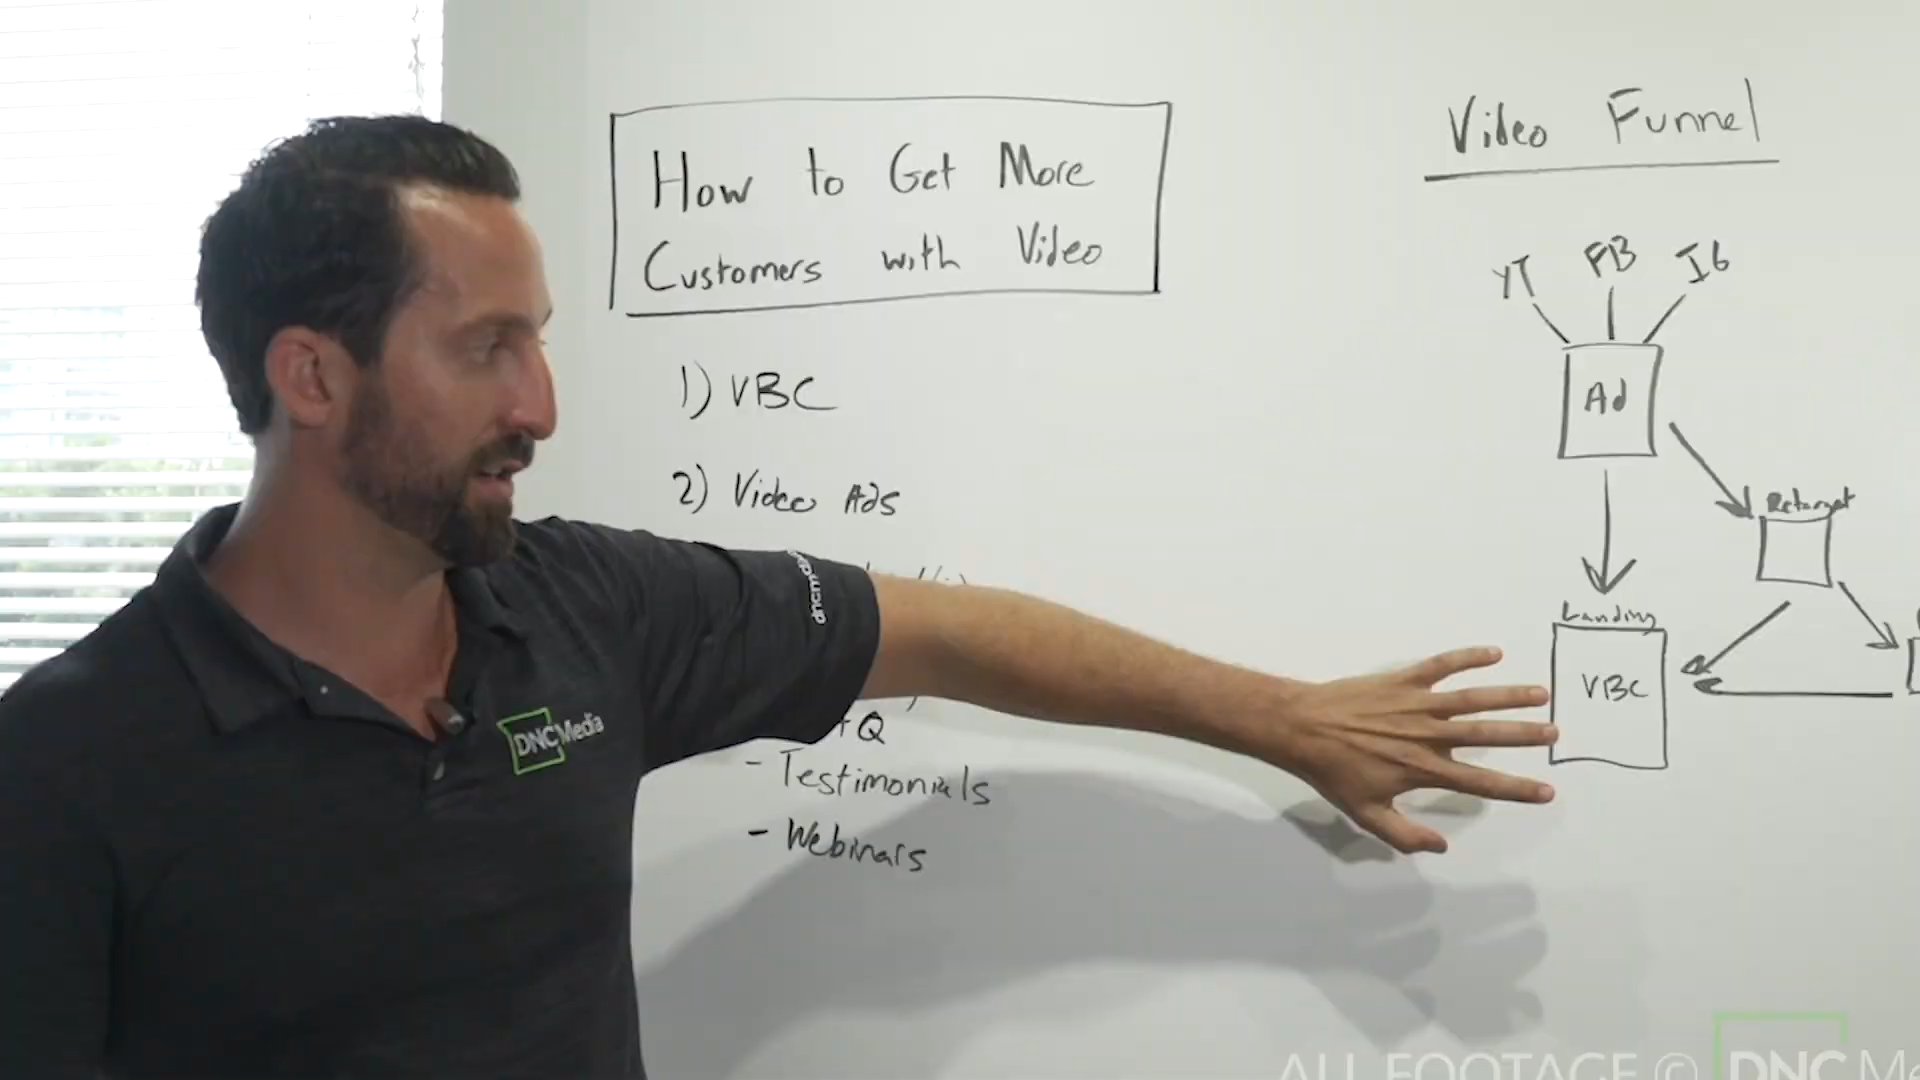 How to Get More
Customers with Video
1) VBC
2) Video Ads
- Testimonials
- Webinars
Video Funnel
YT FB IG
Ad
Retarget
Landing
VBC
dncmedia
DNC Media
ALL FOOTAGE © DNC